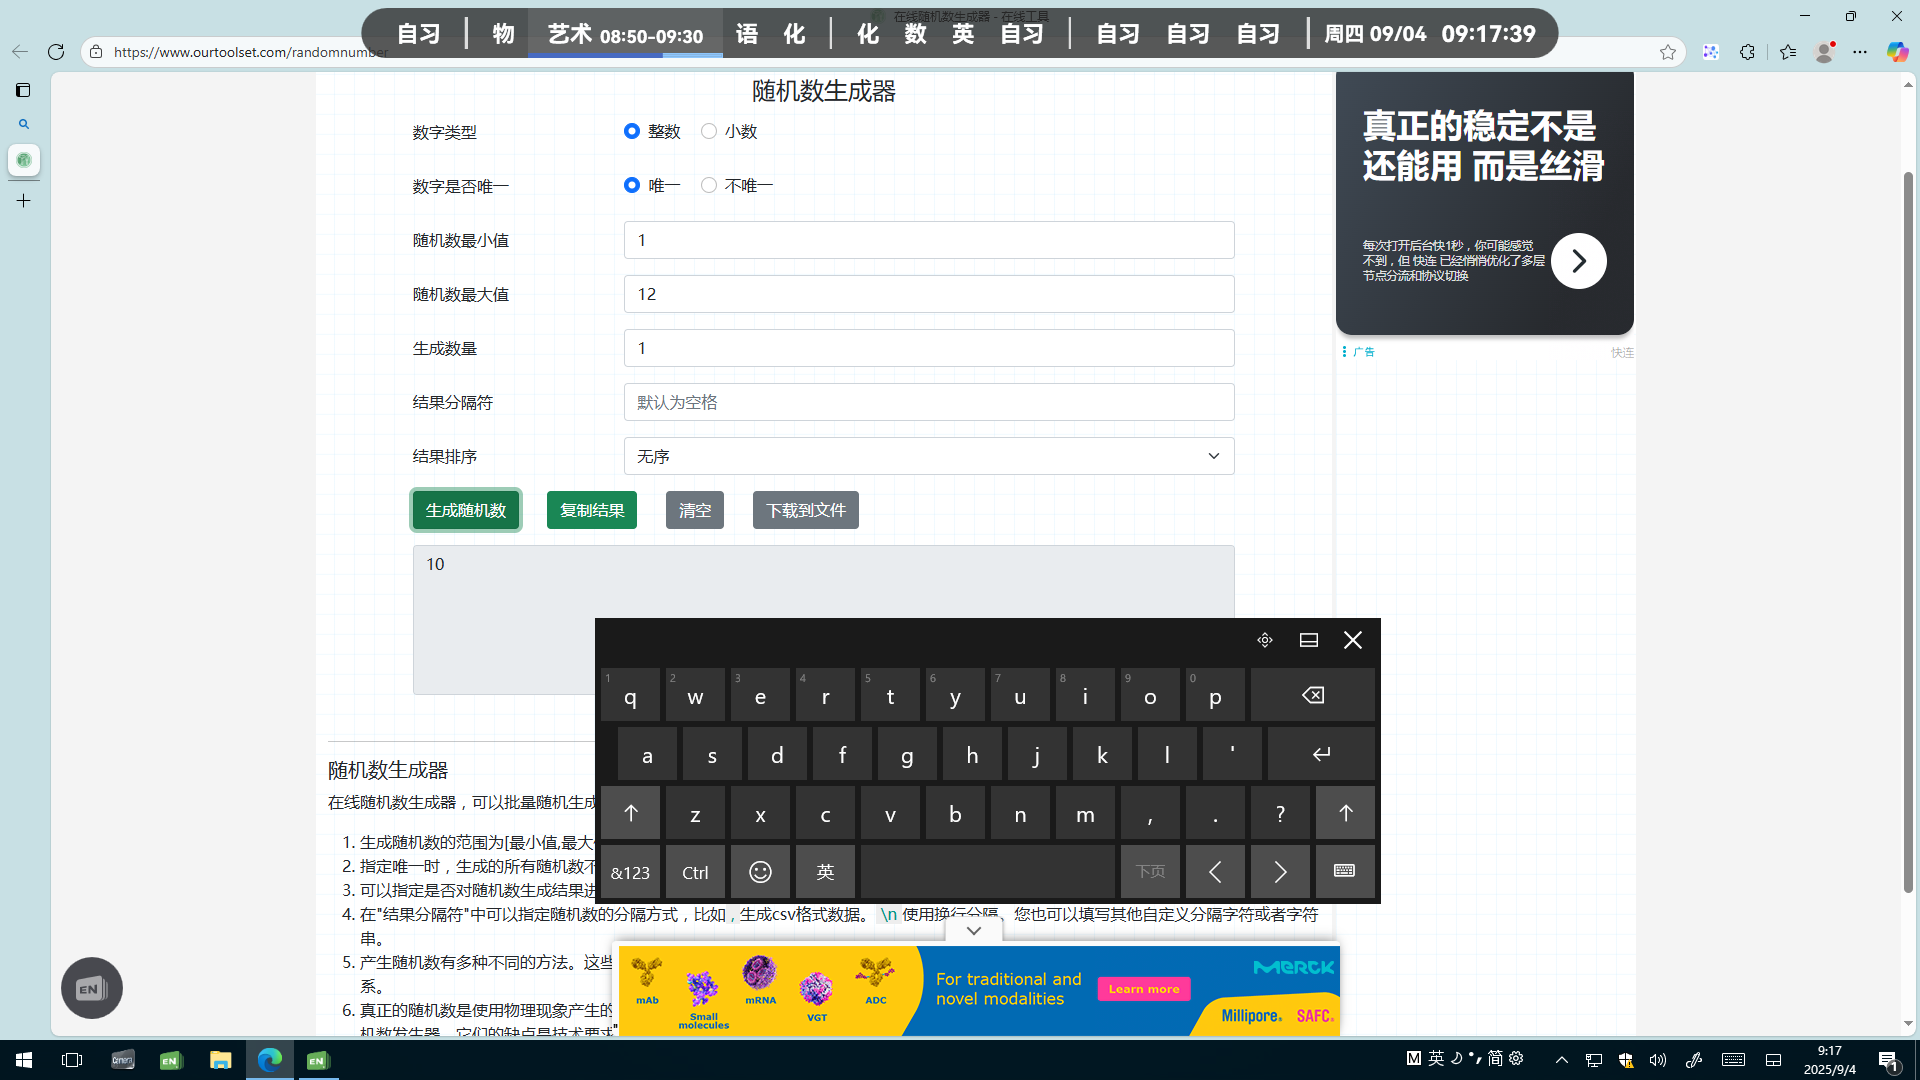 在线随机数生成器 - 在线工具
自习 | 物 艺术 08:50-09:30 语 化 | 化 数 英 自习 | 自习 自习 自习 | 周四 09/04 09:17:39
https://www.ourtoolset.com/randomnumber
随机数生成器
数字类型 整数 小数
数字是否唯一 唯一 不唯一
随机数最小值 1
随机数最大值 12
生成数量 1
结果分隔符 默认为空格
结果排序 无序
生成随机数 复制结果 清空 下载到文件
10
真正的稳定不是
还能用 而是丝滑
每次打开后台快1秒，你可能感觉
不到，但 快连 已经悄悄优化了多层
节点分流和协议切换
广告 快连
随机数生成器
在线随机数生成器，可以批量随机生成
1. 生成随机数的范围为[最小值,最大
2. 指定唯一时，生成的所有随机数不
3. 可以指定是否对随机数生成结果进
4. 在"结果分隔符"中可以指定随机数的分隔方式，比如 , 生成csv格式数据。 \n 使用换行分隔。您也可以填写其他自定义分隔字符或者字符
串。
5. 产生随机数有多种不同的方法。这些
系。
6. 真正的随机数是使用物理现象产生的
机数发生器，它们的缺点是技术要求
1 q 2 w 3 e 4 r 5 t 6 y 7 u 8 i 9 o 0 p
a s d f g h j k l '
z x c v b n m , . ?
&123 Ctrl 英 下页
mAb
Small
molecules
mRNA
VGT
ADC
For traditional and
novel modalities
Learn more
MERCK
Millipore® SAFC®
EN
Camera EN EN
M 英 简
9:17
2025/9/4
1